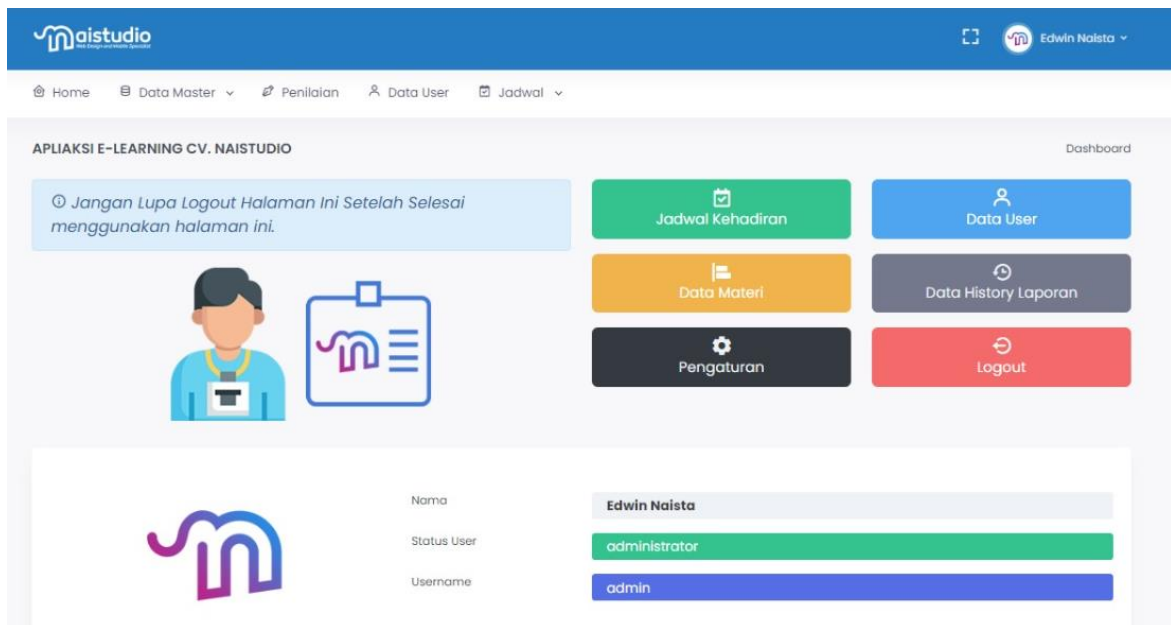 naistudio
Web Design and Mobile Specialist
Edwin Naista
Home Data Master Penilaian Data User Jadwal
APLIAKSI E-LEARNING CV. NAISTUDIO
Dashboard
Jangan Lupa Logout Halaman Ini Setelah Selesai
menggunakan halaman ini.
Jadwal Kehadiran
Data User
Data Materi
Data History Laporan
Pengaturan
Logout
Nama Edwin Naista
Status User administrator
Username admin